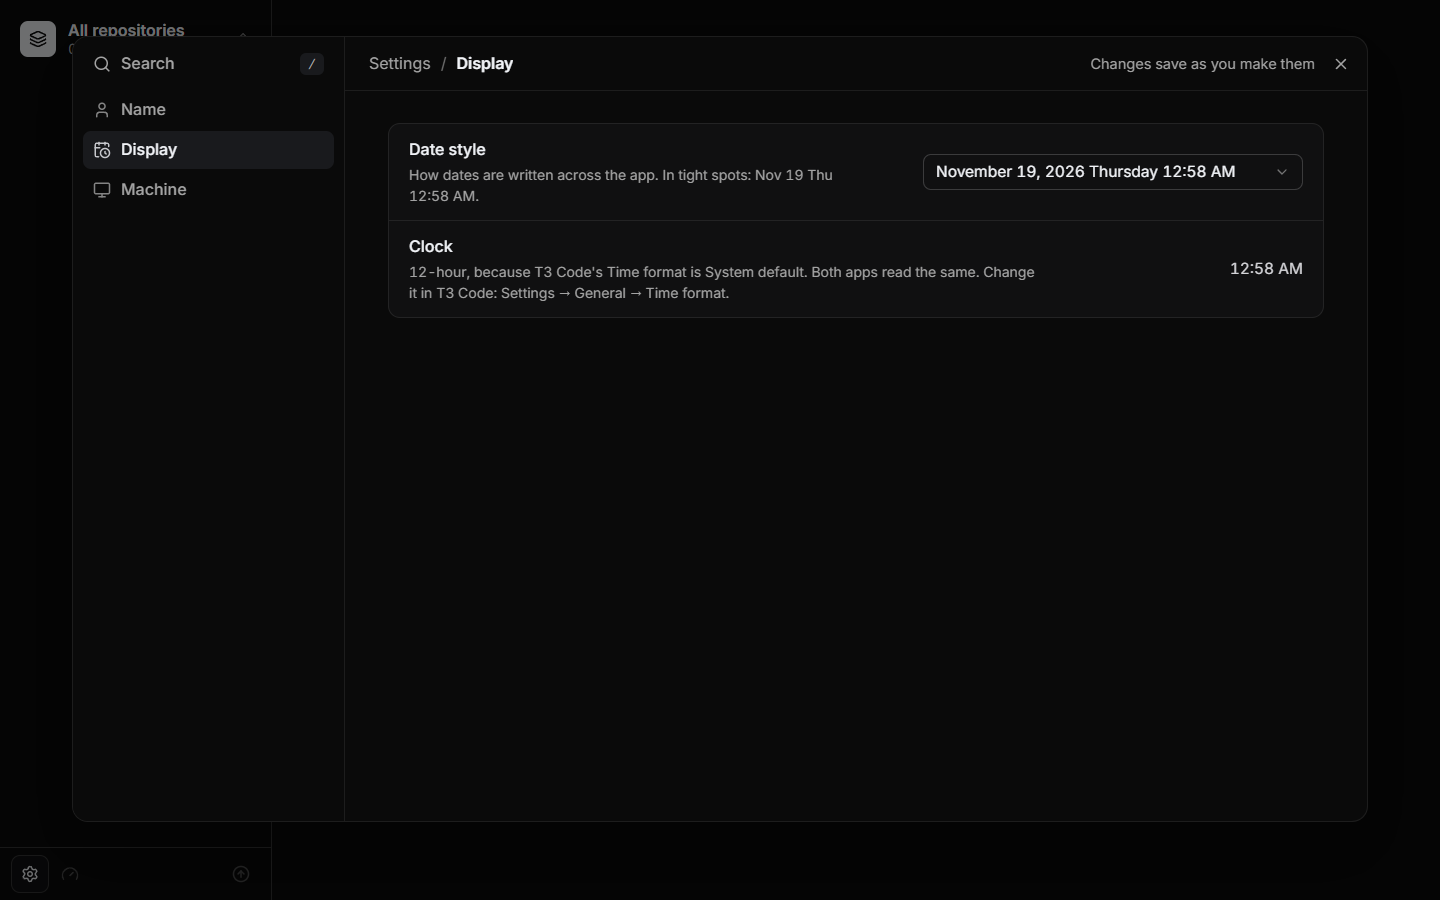 All repositories
Search /
Name
Display
Machine
Settings / Display
Changes save as you make them
Date style
How dates are written across the app. In tight spots: Nov 19 Thu
12:58 AM.
November 19, 2026 Thursday 12:58 AM
Clock
12-hour, because T3 Code's Time format is System default. Both apps read the same. Change
it in T3 Code: Settings → General → Time format.
12:58 AM